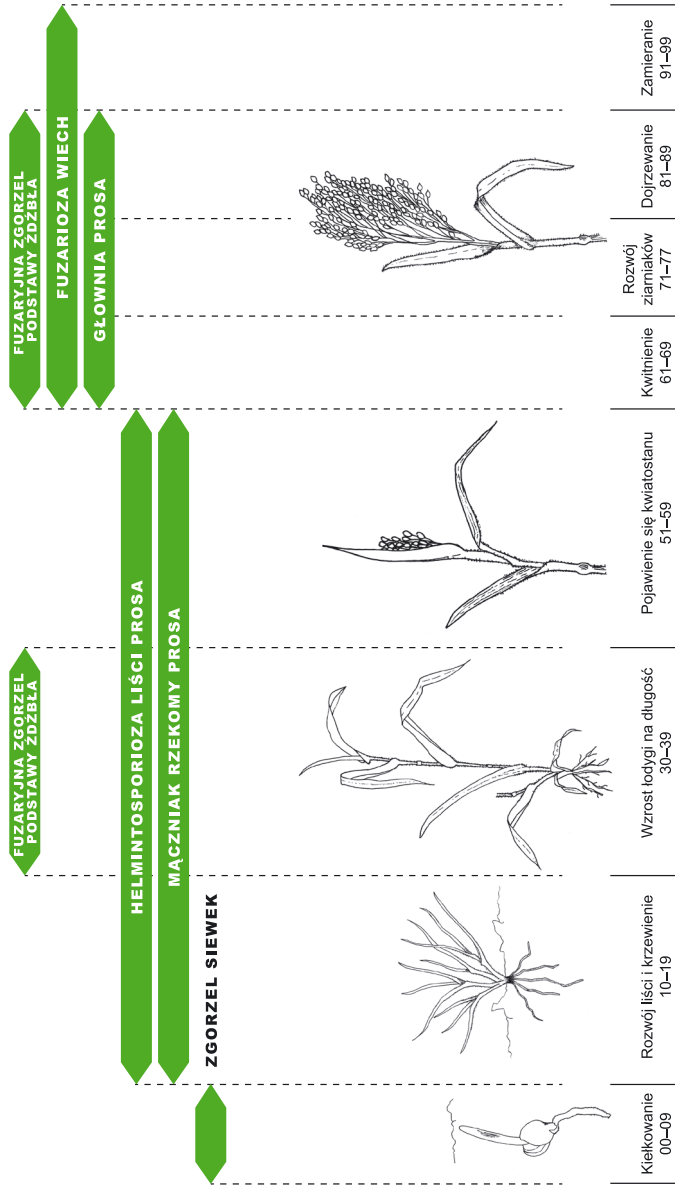 FUZARYJNA ZGORZEL
PODSTAWY ŹDŹBŁA
FUZARYJNA ZGORZEL
PODSTAWY ŹDŹBŁA
FUZARIOZA WIECH
GŁOWNIA PROSA
HELMINTOSPORIOZA LIŚCI PROSA
MĄCZNIAK RZEKOMY PROSA
ZGORZEL SIEWEK
Kiełkowanie
00–09
Rozwój liści i krzewienie
10–19
Wzrost łodygi na długość
30–39
Pojawienie się kwiatostanu
51–59
Kwitnienie
61–69
Rozwój
ziarniaków
71–77
Dojrzewanie
81–89
Zamieranie
91–99